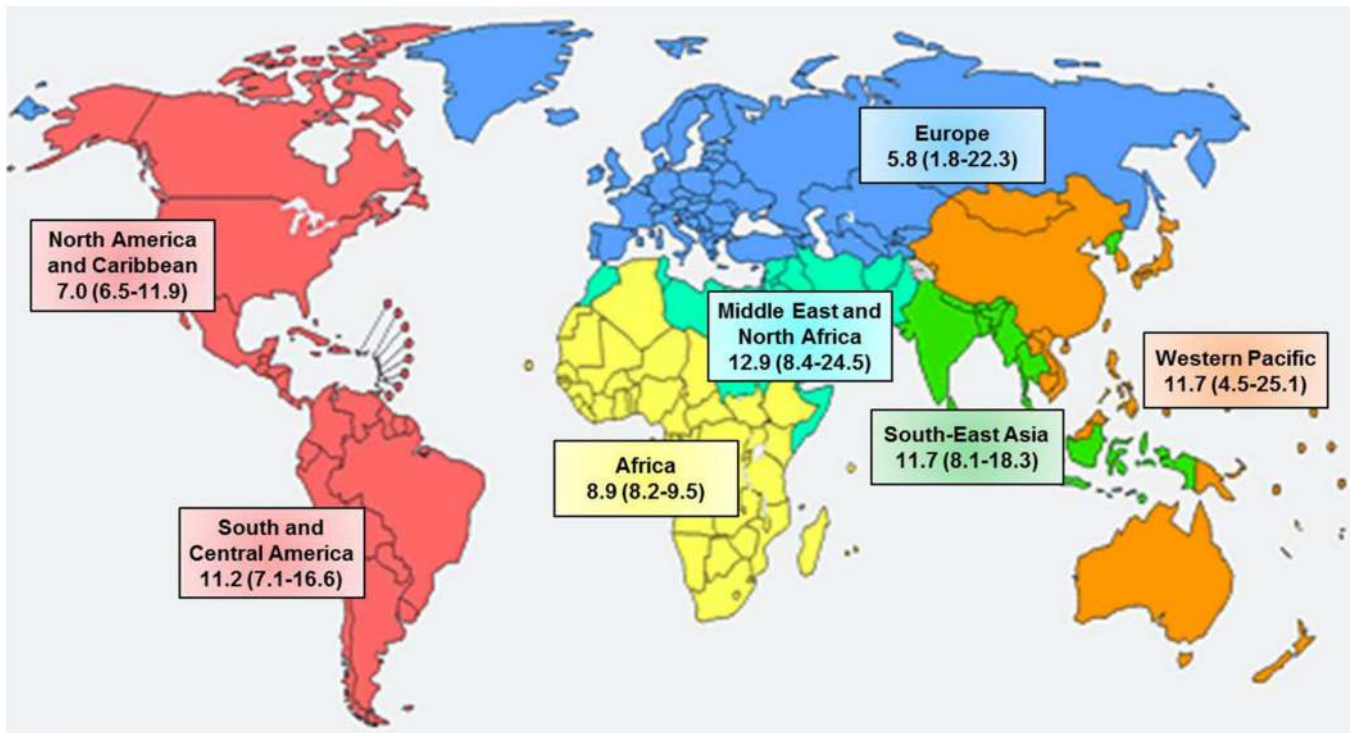 Europe
5.8 (1.8-22.3)
North America
and Caribbean
7.0 (6.5-11.9)
Middle East and
North Africa
12.9 (8.4-24.5)
Western Pacific
11.7 (4.5-25.1)
South-East Asia
11.7 (8.1-18.3)
Africa
8.9 (8.2-9.5)
South and
Central America
11.2 (7.1-16.6)